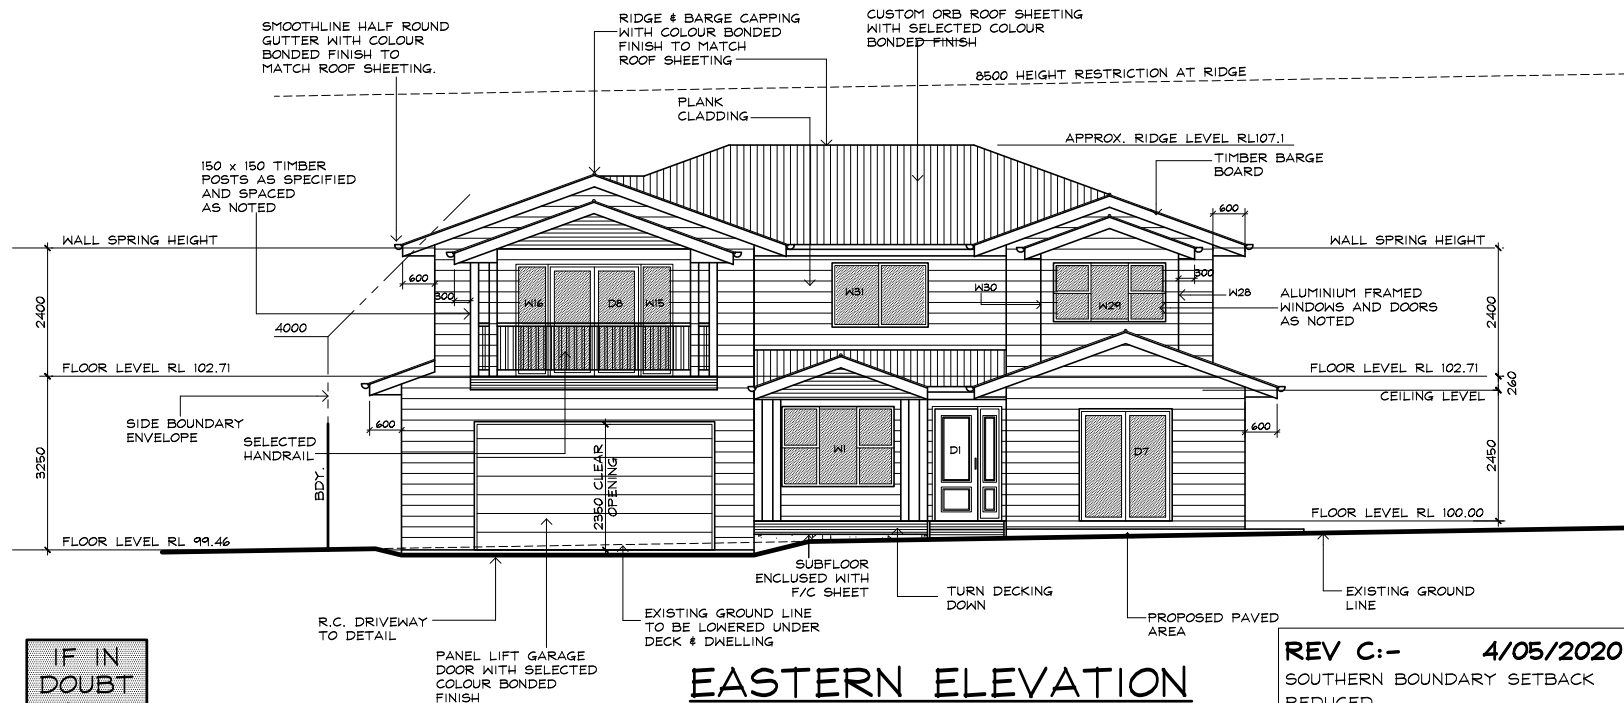 SMOOTHLINE HALF ROUND
GUTTER WITH COLOUR
BONDED FINISH TO
MATCH ROOF SHEETING.
RIDGE & BARGE CAPPING
WITH COLOUR BONDED
FINISH TO MATCH
ROOF SHEETING
CUSTOM ORB ROOF SHEETING
WITH SELECTED COLOUR
BONDED FINISH
8500 HEIGHT RESTRICTION AT RIDGE
PLANK
CLADDING
APPROX. RIDGE LEVEL RL107.1
TIMBER BARGE
BOARD
150 x 150 TIMBER
POSTS AS SPECIFIED
AND SPACED
AS NOTED
600
WALL SPRING HEIGHT
WALL SPRING HEIGHT
600
300
300
W16
D8
W15
W31
W30
W29
W28
ALUMINIUM FRAMED
WINDOWS AND DOORS
AS NOTED
2400
2400
4000
FLOOR LEVEL RL 102.71
FLOOR LEVEL RL 102.71
260
CEILING LEVEL
SIDE BOUNDARY
ENVELOPE
600
600
SELECTED
HANDRAIL
BDY.
3250
2350 CLEAR
OPENING
W1
D1
D7
2450
FLOOR LEVEL RL 100.00
FLOOR LEVEL RL 99.46
SUBFLOOR
ENCLUSED WITH
F/C SHEET
TURN DECKING
DOWN
EXISTING GROUND
LINE
R.C. DRIVEWAY
TO DETAIL
EXISTING GROUND LINE
TO BE LOWERED UNDER
DECK & DWELLING
PROPOSED PAVED
AREA
PANEL LIFT GARAGE
DOOR WITH SELECTED
COLOUR BONDED
FINISH
IF IN
DOUBT
EASTERN ELEVATION
REV C:- 4/05/2020
SOUTHERN BOUNDARY SETBACK
REDUCED